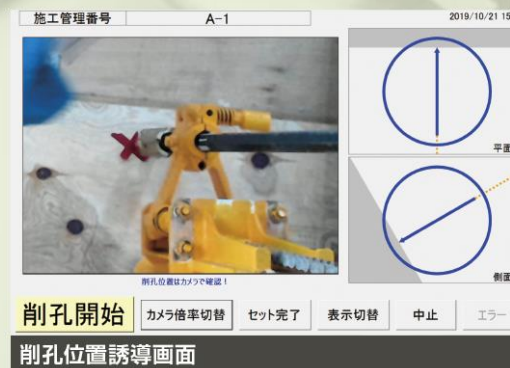 施工管理番号 A-1 2019/10/21 15
平面
側面
削孔位置はカメラで確認！
削孔開始 カメラ倍率切替 セット完了 表示切替 中止 エラー
削孔位置誘導画面